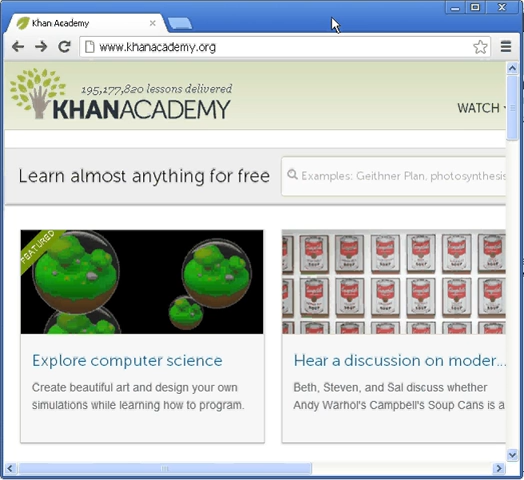 Khan Academy
www.khanacademy.org
195,177,820 lessons delivered
KHANACADEMY
WATCH
Learn almost anything for free
Examples: Geithner Plan, photosynthesis
FEATURED
Explore computer science
Create beautiful art and design your own
simulations while learning how to program.
Hear a discussion on moder...
Beth, Steven, and Sal discuss whether
Andy Warhol's Campbell's Soup Cans is a